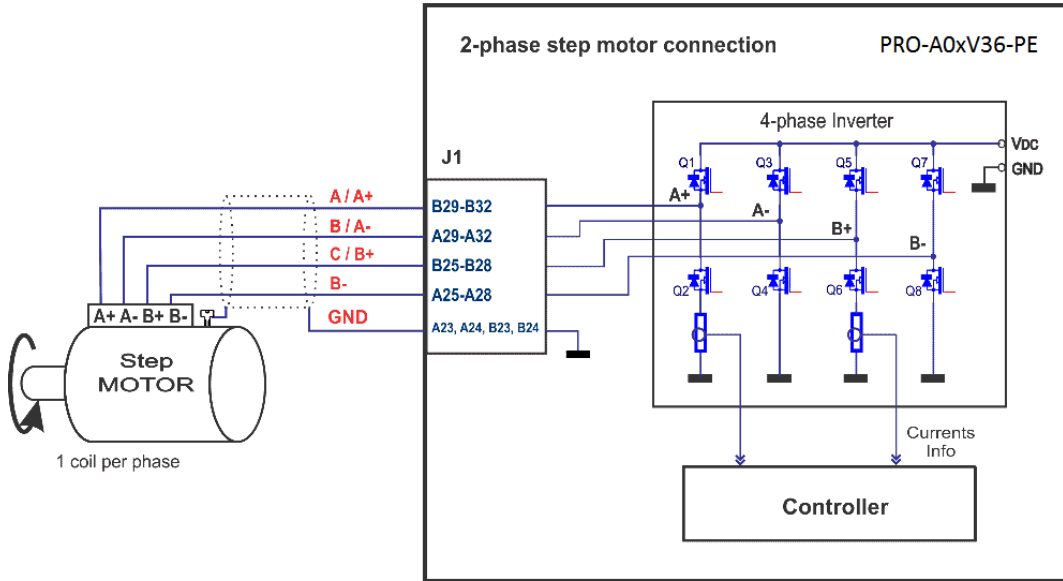 2-phase step motor connection
PRO-A0xV36-PE
4-phase Inverter
VDC
GND
Q1
Q3
Q5
Q7
A+
A-
B+
B-
Q2
Q4
Q6
Q8
J1
A / A+
B29-B32
B / A-
A29-A32
C / B+
B25-B28
B-
A25-A28
GND
A23, A24, B23, B24
A+ A- B+ B-
Step
MOTOR
1 coil per phase
Currents
Info
Controller